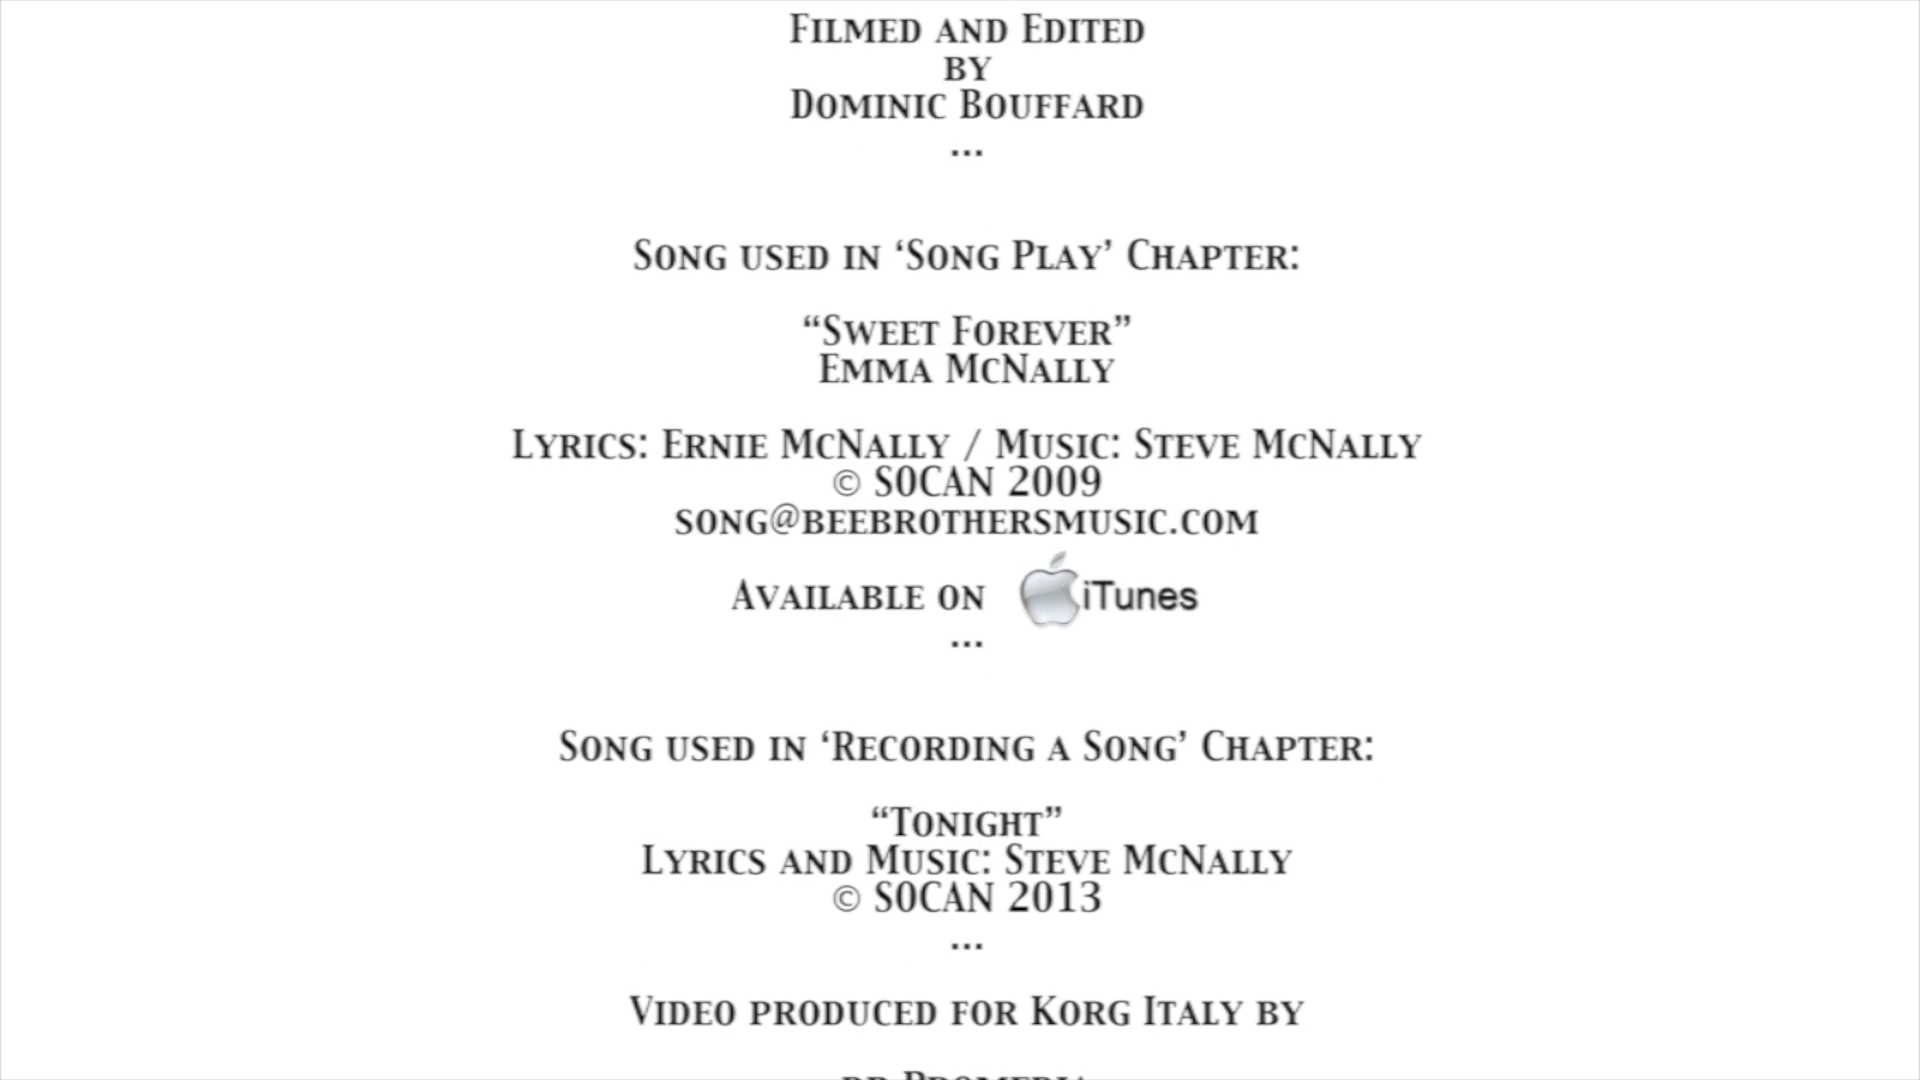 Filmed and Edited
by
Dominic Bouffard
...
Song used in ‘Song Play’ Chapter:
“Sweet Forever”
Emma McNally
Lyrics: Ernie McNally / Music: Steve McNally
© SOCAN 2009
song@beebrothersmusic.com
Available on iTunes
...
Song used in ‘Recording a Song’ Chapter:
“Tonight”
Lyrics and Music: Steve McNally
© SOCAN 2013
...
Video produced for Korg Italy by